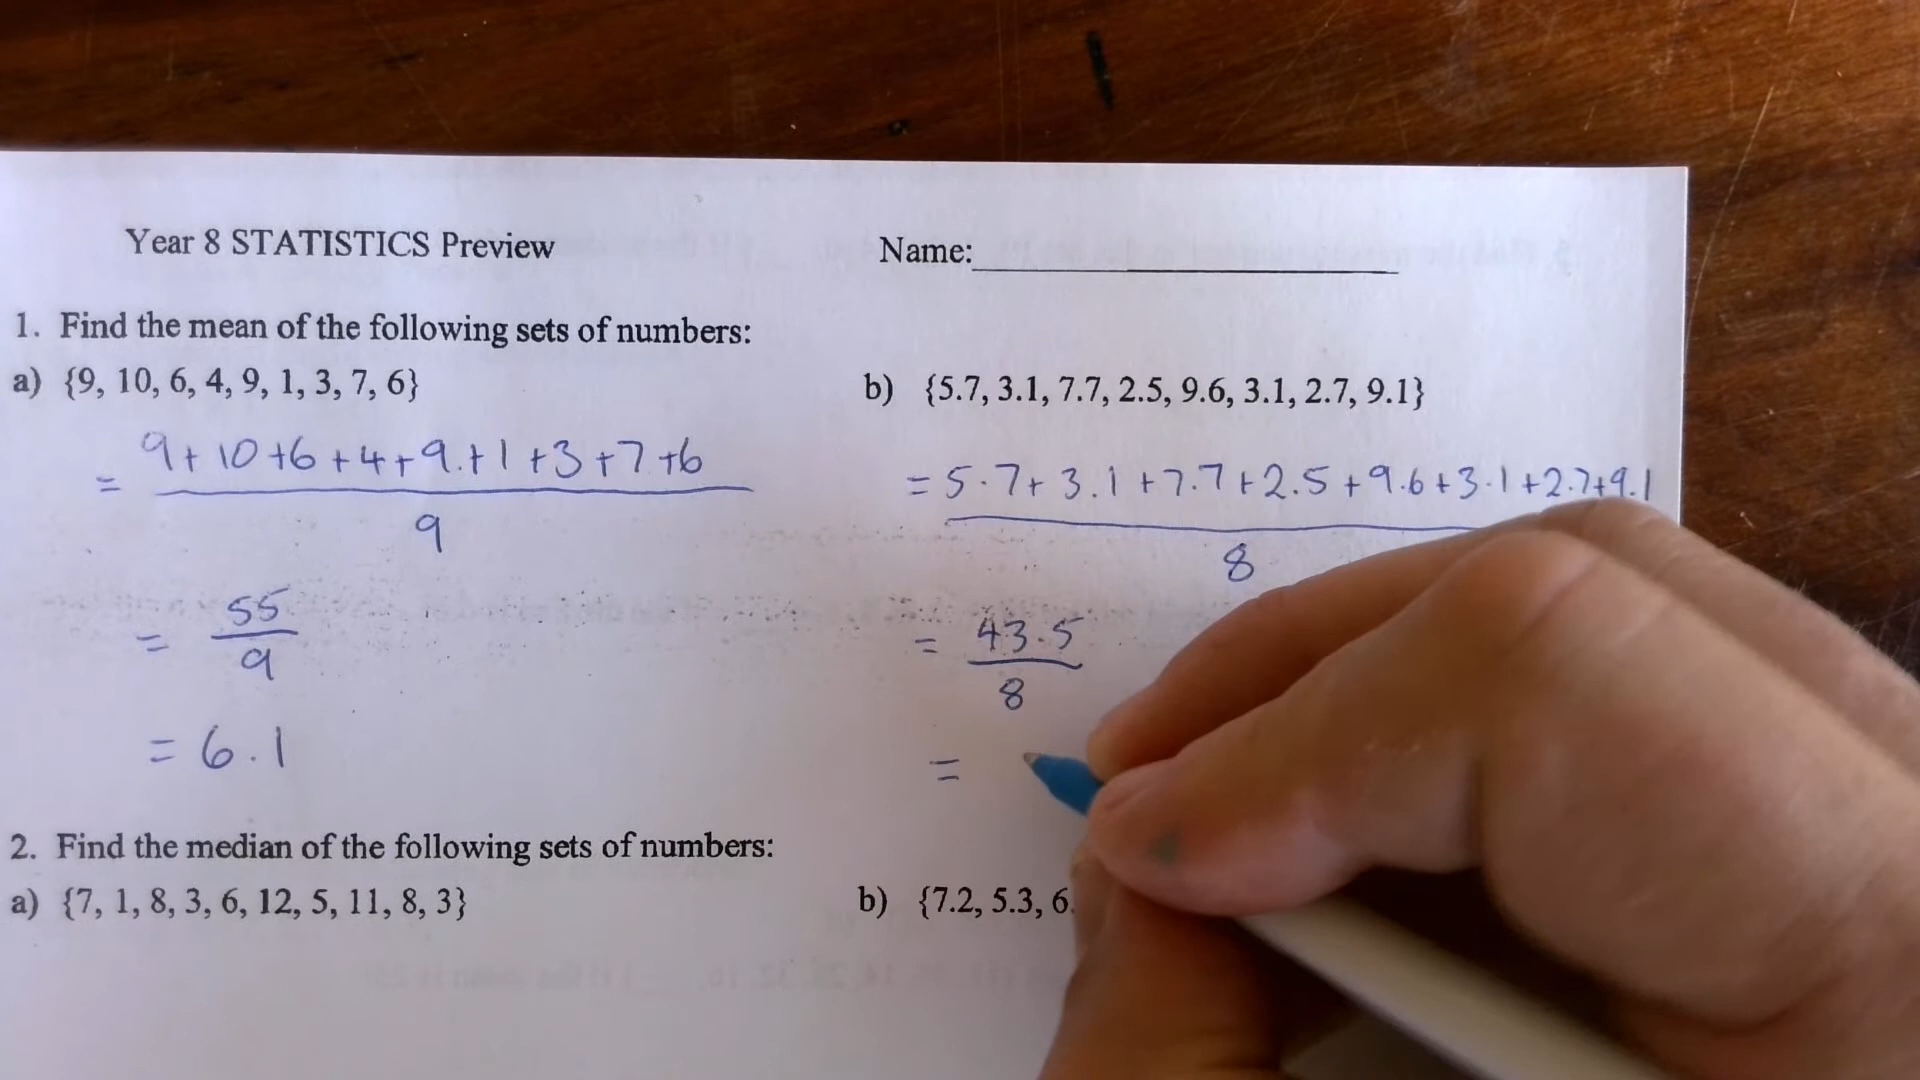 Year 8 STATISTICS Preview
Name:
1. Find the mean of the following sets of numbers:
a) {9, 10, 6, 4, 9, 1, 3, 7, 6}
= 9+10+6+4+9+1+3+7+6
9
= 55
9
= 6.1
b) {5.7, 3.1, 7.7, 2.5, 9.6, 3.1, 2.7, 9.1}
= 5.7+3.1+7.7+2.5+9.6+3.1+2.7+9.1
8
= 43.5
8
=
2. Find the median of the following sets of numbers:
a) {7, 1, 8, 3, 6, 12, 5, 11, 8, 3}
b) {7.2, 5.3, 6.